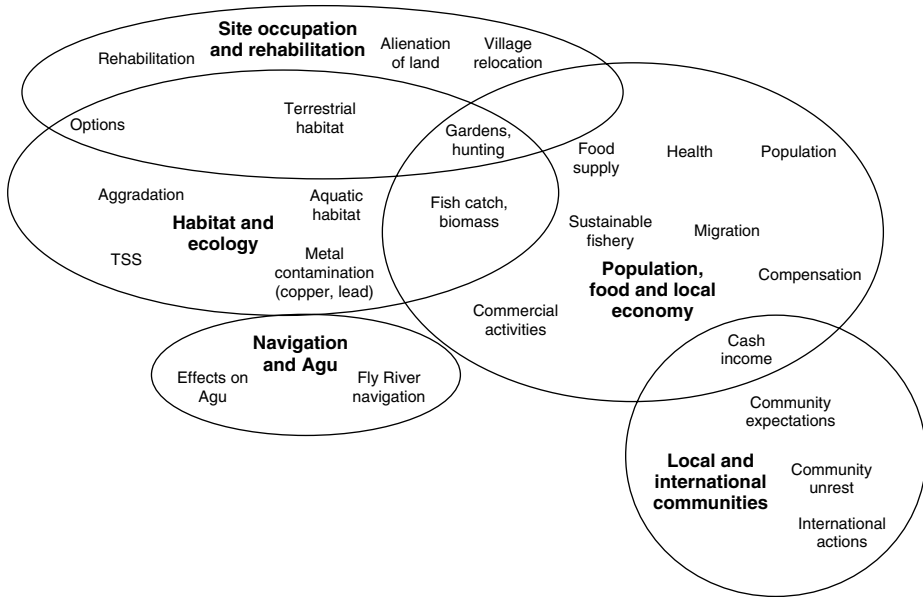 Site occupation
and rehabilitation
Rehabilitation
Alienation
of land
Village
relocation
Options
Terrestrial
habitat
Gardens,
hunting
Food
supply
Health
Population
Aggradation
Aquatic
habitat
Fish catch,
biomass
Habitat and
ecology
Sustainable
fishery
Migration
TSS
Metal
contamination
(copper, lead)
Population,
food and local
economy
Compensation
Commercial
activities
Navigation
and Agu
Effects on
Agu
Fly River
navigation
Cash
income
Community
expectations
Local and
international
communities
Community
unrest
International
actions